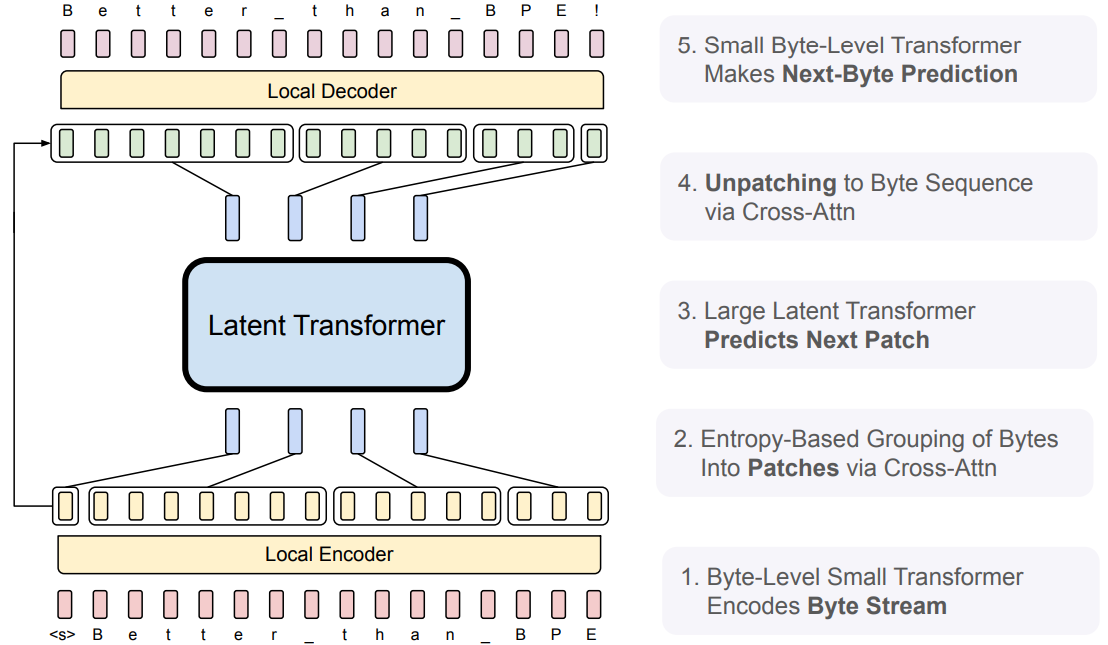 B e t t e r _ t h a n _ B P E !
Local Decoder
Latent Transformer
Local Encoder
<s> B e t t e r _ t h a n _ B P E
5. Small Byte-Level Transformer
Makes Next-Byte Prediction
4. Unpatching to Byte Sequence
via Cross-Attn
3. Large Latent Transformer
Predicts Next Patch
2. Entropy-Based Grouping of Bytes
Into Patches via Cross-Attn
1. Byte-Level Small Transformer
Encodes Byte Stream